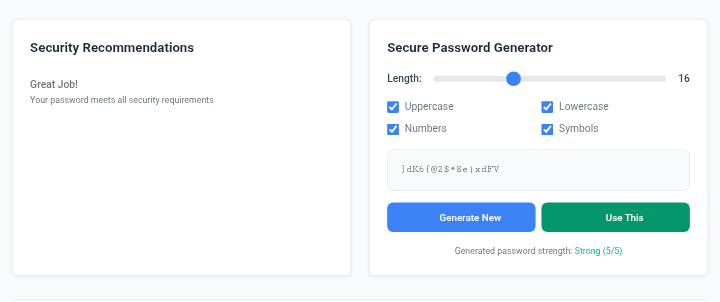 Security Recommendations
Great Job!
Your password meets all security requirements
Secure Password Generator
Length: 16
Uppercase Lowercase
Numbers Symbols
]dK6{@2$*8e|xdFV
Generate New Use This
Generated password strength: Strong (5/5)